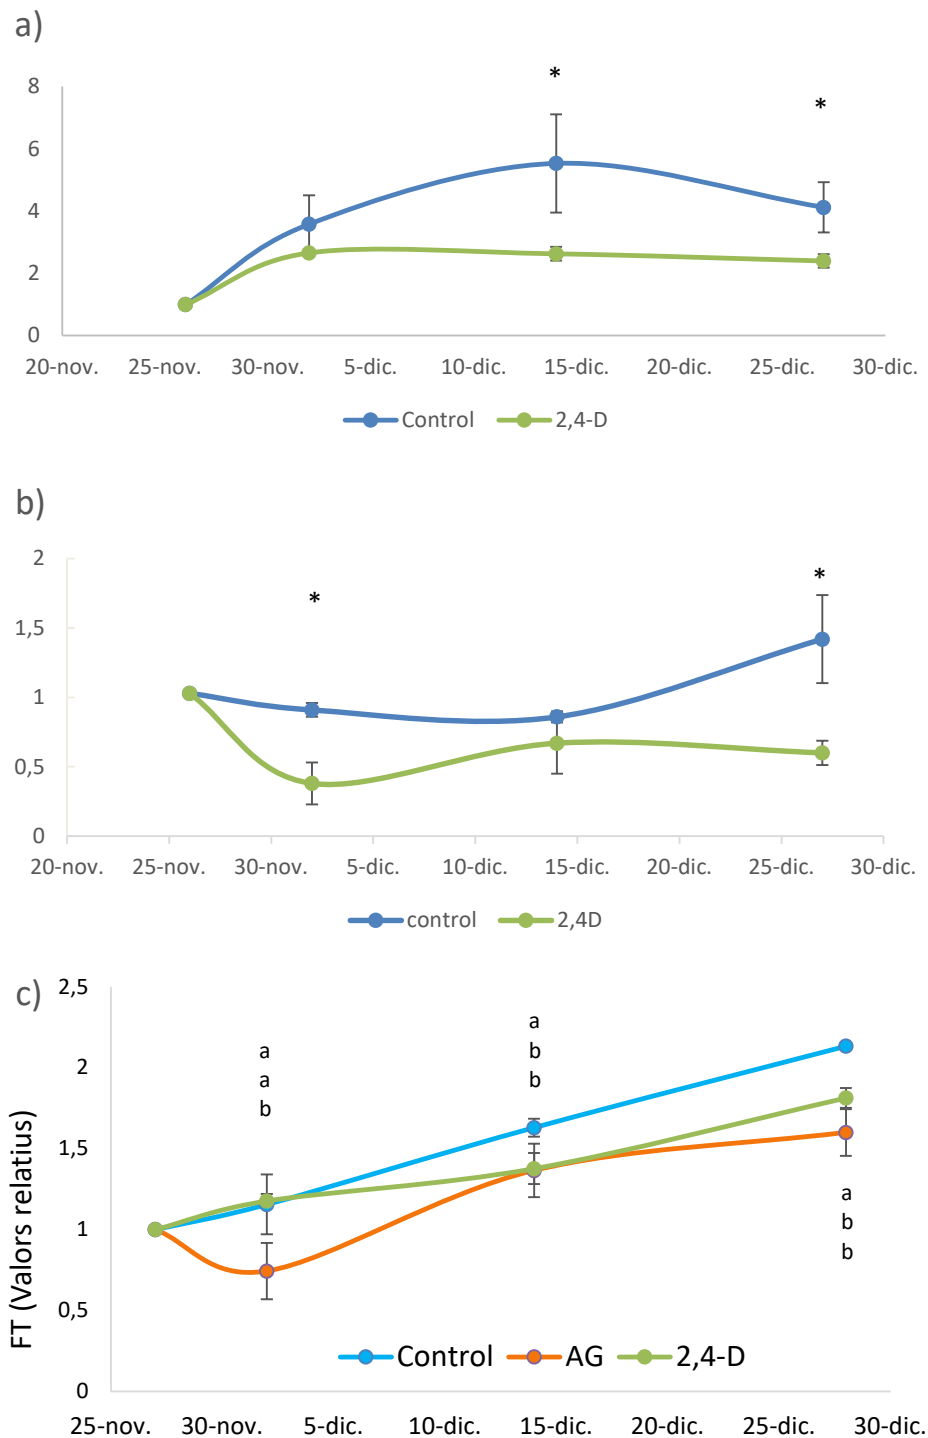 a)
*
*
8
6
4
2
0
20-nov. 25-nov. 30-nov. 5-dic. 10-dic. 15-dic. 20-dic. 25-dic. 30-dic.
Control 2,4-D
b)
2
*
*
1,5
1
0,5
0
20-nov. 25-nov. 30-nov. 5-dic. 10-dic. 15-dic. 20-dic. 25-dic. 30-dic.
control 2,4D
c)
FT (Valors relatius)
2,5
2
1,5
1
0,5
0
a
a
b
a
b
b
a
b
b
Control AG 2,4-D
25-nov. 30-nov. 5-dic. 10-dic. 15-dic. 20-dic. 25-dic. 30-dic.